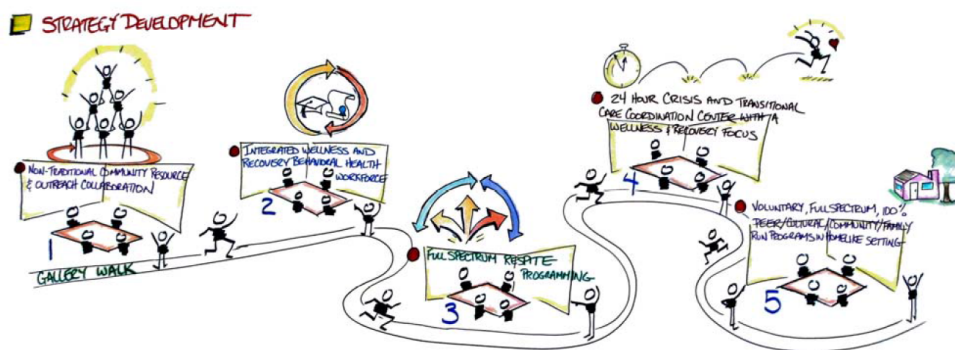 STRATEGY DEVELOPMENT
NON-TRADITIONAL COMMUNITY RESOURCE
& OUTREACH COLLABORATION
1
GALLERY WALK
INTEGRATED WELLNESS AND
RECOVERY BEHAVIORAL HEALTH
WORKFORCE
2
FULL SPECTRUM RESPITE
PROGRAMMING
3
24 HOUR CRISIS AND TRANSITIONAL
CARE COORDINATION CENTER WITH A
WELLNESS & RECOVERY FOCUS
4
VOLUNTARY, FULL SPECTRUM, 100%
PEER/CULTURAL/COMMUNITY/FAMILY
RUN PROGRAMS IN HOMELIKE SETTING
5